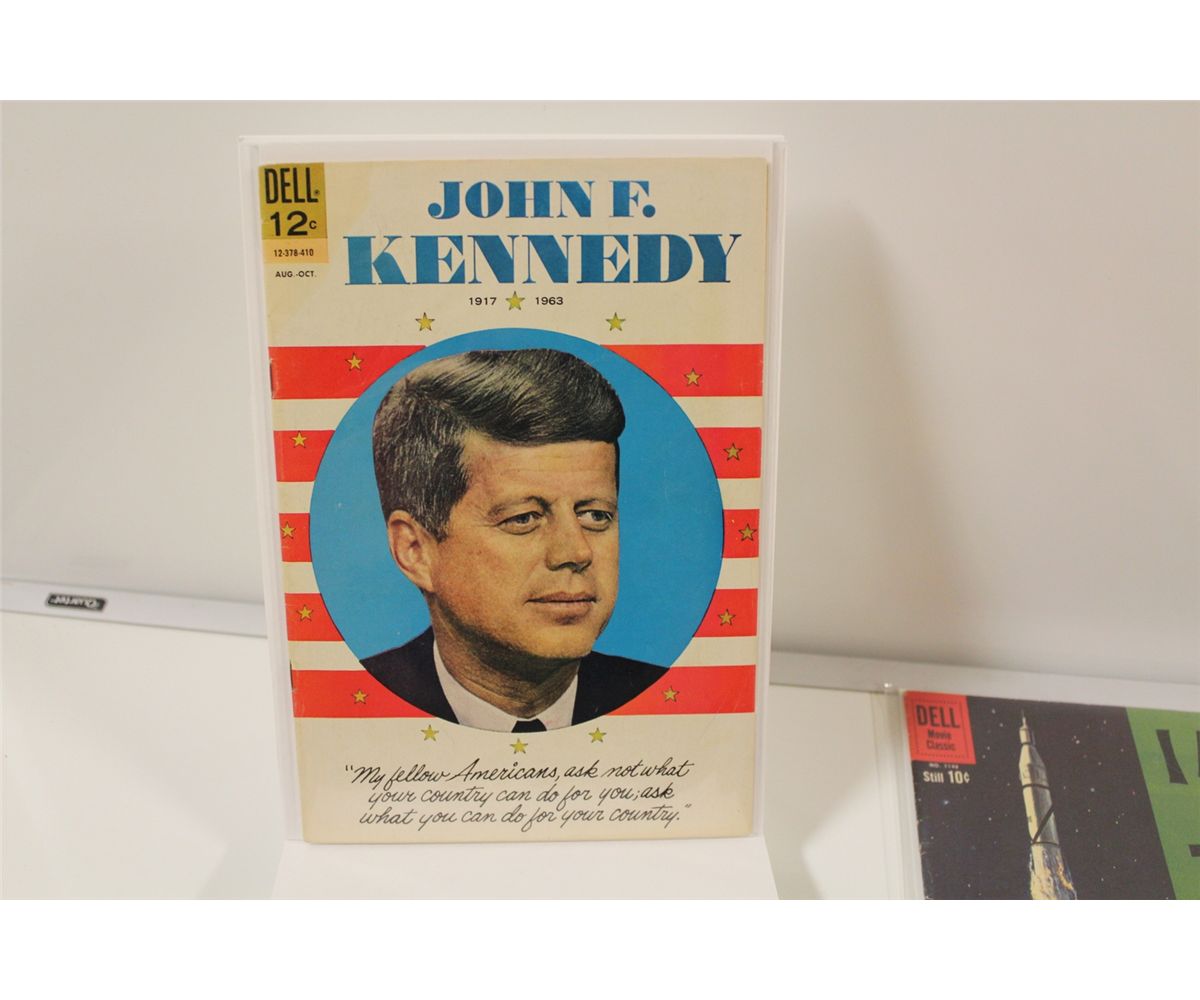 DELL
12c
12-378-410
AUG.-OCT.
JOHN F.
KENNEDY
1917 1963
"My fellow Americans, ask not what
your country can do for you; ask
what you can do for your country."
Quartet
DELL
Movie
Classic
Still 10¢